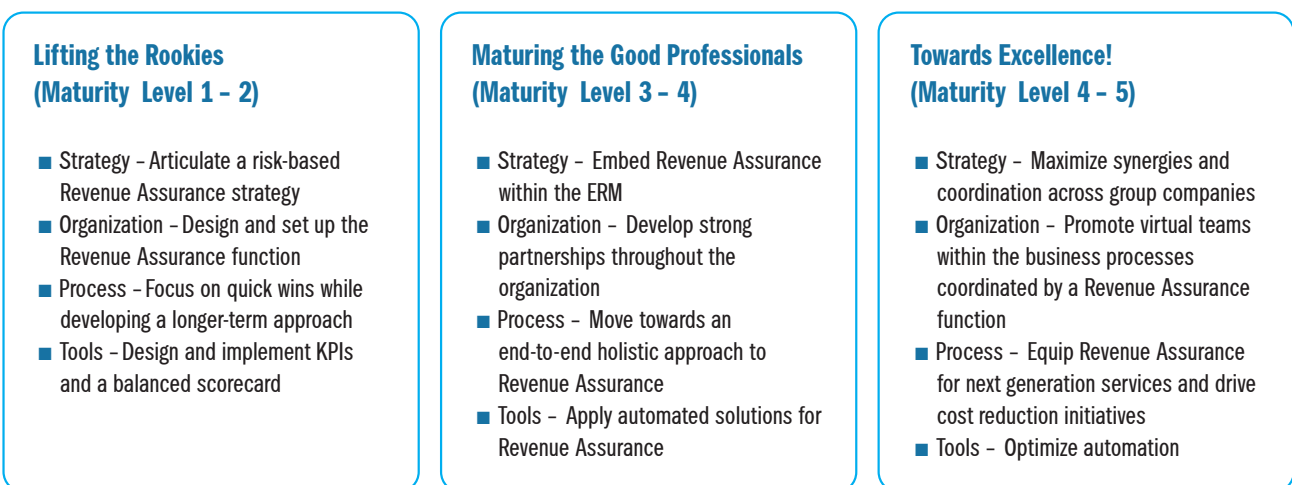 Lifting the Rookies
(Maturity Level 1 – 2)
■ Strategy – Articulate a risk-based
Revenue Assurance strategy
■ Organization – Design and set up the
Revenue Assurance function
■ Process – Focus on quick wins while
developing a longer-term approach
■ Tools – Design and implement KPIs
and a balanced scorecard
Maturing the Good Professionals
(Maturity Level 3 – 4)
■ Strategy – Embed Revenue Assurance
within the ERM
■ Organization – Develop strong
partnerships throughout the
organization
■ Process – Move towards an
end-to-end holistic approach to
Revenue Assurance
■ Tools – Apply automated solutions for
Revenue Assurance
Towards Excellence!
(Maturity Level 4 – 5)
■ Strategy – Maximize synergies and
coordination across group companies
■ Organization – Promote virtual teams
within the business processes
coordinated by a Revenue Assurance
function
■ Process – Equip Revenue Assurance
for next generation services and drive
cost reduction initiatives
■ Tools – Optimize automation